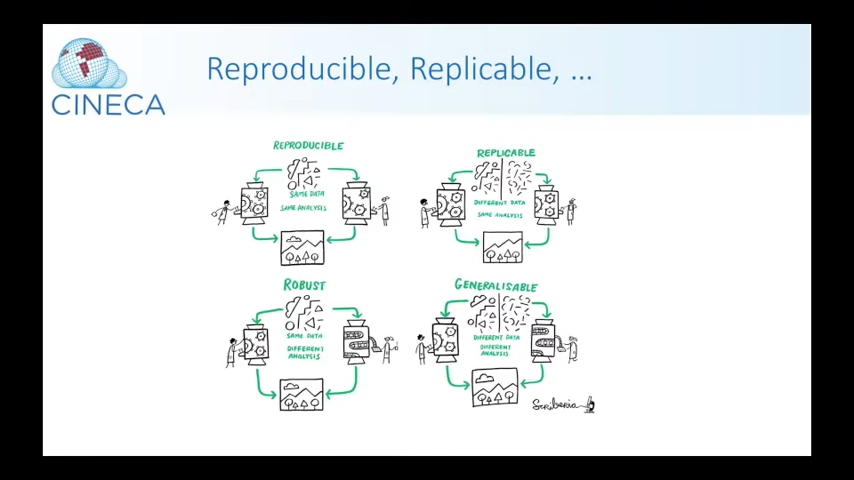 CINECA
Reproducible, Replicable, ...
REPRODUCIBLE
SAME DATA
SAME ANALYSIS
REPLICABLE
DIFFERENT DATA
SAME ANALYSIS
ROBUST
SAME DATA
DIFFERENT
ANALYSIS
GENERALISABLE
DIFFERENT DATA
DIFFERENT
ANALYSIS
Scriberia